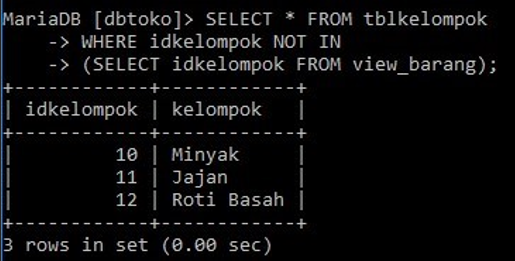 MariaDB [dbtoko]> SELECT * FROM tblkelompok
    -> WHERE idkelompok NOT IN
    -> (SELECT idkelompok FROM view_barang);
+------------+------------+
| idkelompok | kelompok   |
+------------+------------+
|         10 | Minyak     |
|         11 | Jajan      |
|         12 | Roti Basah |
+------------+------------+
3 rows in set (0.00 sec)